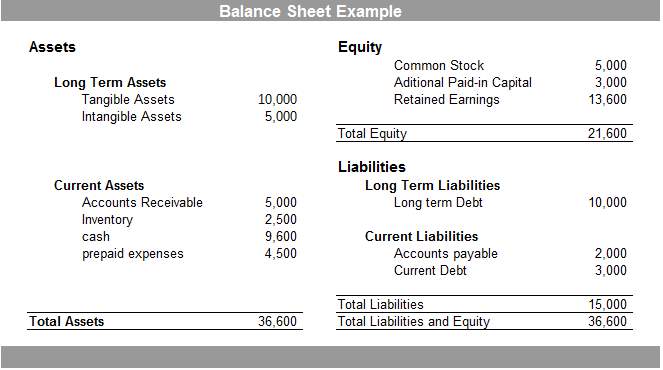 Balance Sheet Example
Assets
Long Term Assets
Tangible Assets 10,000
Intangible Assets 5,000
Current Assets
Accounts Receivable 5,000
Inventory 2,500
cash 9,600
prepaid expenses 4,500
Total Assets 36,600
Equity
Common Stock 5,000
Aditional Paid-in Capital 3,000
Retained Earnings 13,600
Total Equity 21,600
Liabilities
Long Term Liabilities
Long term Debt 10,000
Current Liabilities
Accounts payable 2,000
Current Debt 3,000
Total Liabilities 15,000
Total Liabilities and Equity 36,600